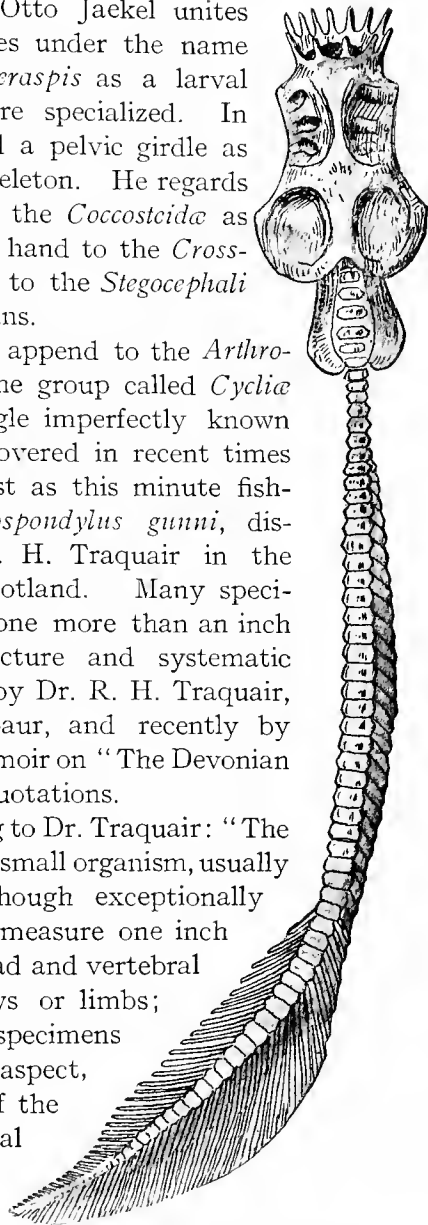 Otto Jaekel unites
es under the name
eraspis as a larval
re specialized. In
l a pelvic girdle as
eleton. He regards
the Coccosteidæ as
hand to the Cross-
to the Stegocephali
ns.
append to the Arthro-
ne group called Cycliæ
gle imperfectly known
overed in recent times
st as this minute fish-
ospondylus gunni, dis-
. H. Traquair in the
otland. Many speci-
one more than an inch
cture and systematic
by Dr. R. H. Traquair,
aur, and recently by
moir on "The Devonian
uotations.
g to Dr. Traquair: "The
small organism, usually
hough exceptionally
measure one inch
ad and vertebral
ys or limbs;
specimens
aspect,
f the
al